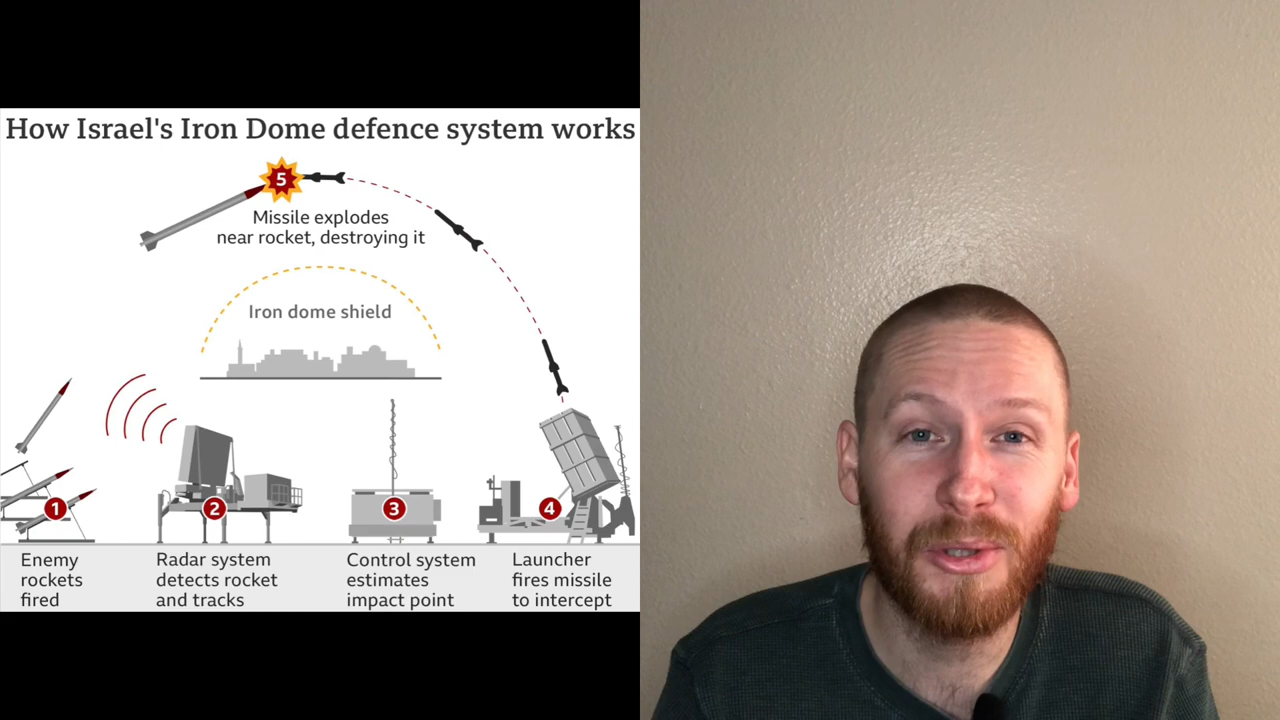 How Israel's Iron Dome defence system works
5
Missile explodes
near rocket, destroying it
Iron dome shield
1
2
3
4
Enemy
rockets
fired
Radar system
detects rocket
and tracks
Control system
estimates
impact point
Launcher
fires missile
to intercept